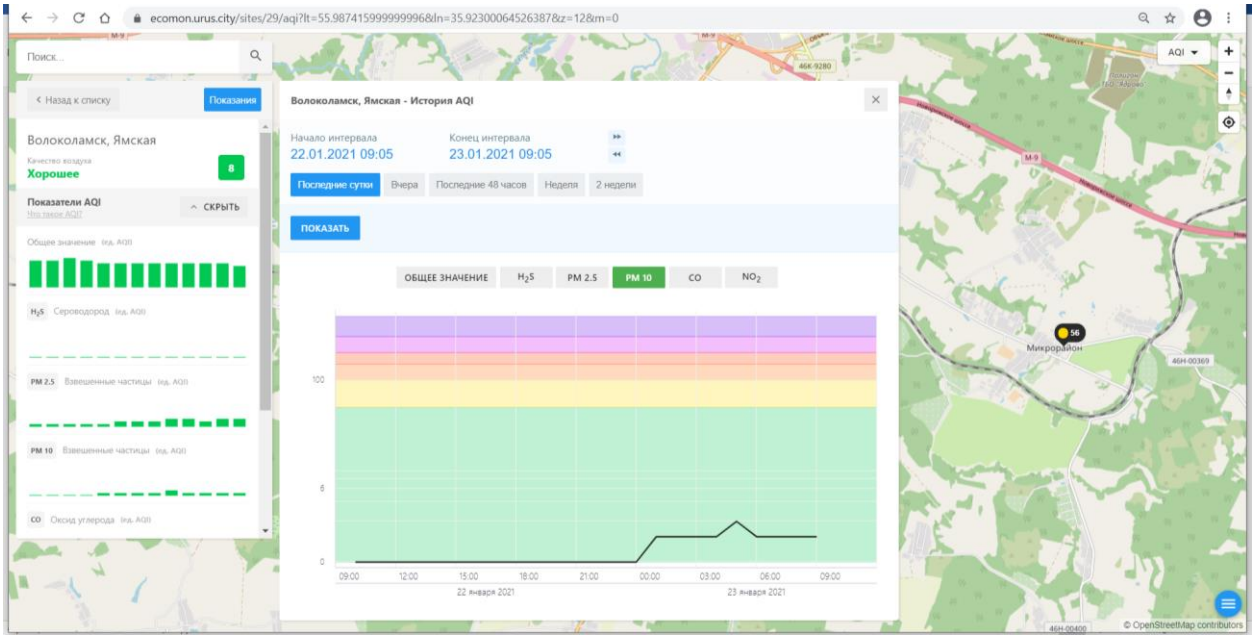 ecomon.urus.city/sites/29/aqi?lt=55.987415999999996&ln=35.92300064526387&z=12&m=0
Поиск...
AQI
< Назад к списку
Показания
Волоколамск, Ямская
Качество воздуха
Хорошее
8
Показатели AQI
Что такое AQI?
СКРЫТЬ
Общее значение (ед. AQI)
H₂S Сероводород (ед. AQI)
PM 2.5 Взвешенные частицы (ед. AQI)
PM 10 Взвешенные частицы (ед. AQI)
CO Оксид углерода (ед. AQI)
Волоколамск, Ямская - История AQI
Начало интервала
22.01.2021 09:05
Конец интервала
23.01.2021 09:05
Последние сутки Вчера Последние 48 часов Неделя 2 недели
ПОКАЗАТЬ
ОБЩЕЕ ЗНАЧЕНИЕ H₂S PM 2.5 PM 10 CO NO₂
100
6
0
09:00 12:00 15:00 18:00 21:00 00:00 03:00 06:00 09:00
22 января 2021 23 января 2021
М-9
М-9
46К-9280
М-9
56
Микрорайон
46Н-00369
46Н-00400
© OpenStreetMap contributors